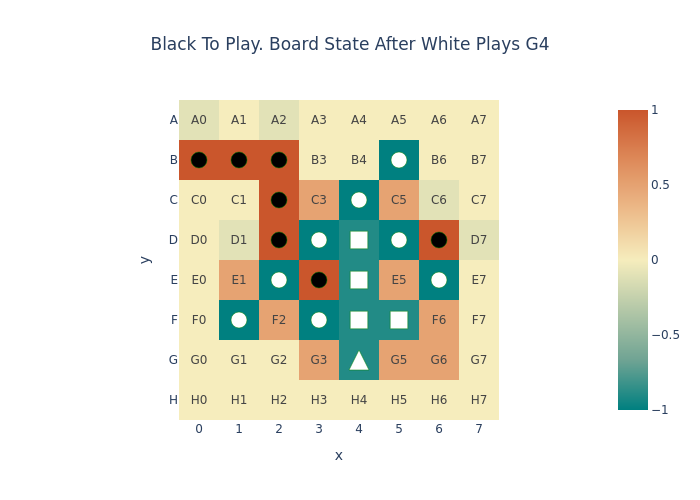 Black To Play. Board State After White Plays G4
A A0 A1 A2 A3 A4 A5 A6 A7
B B3 B4 B6 B7
C C0 C1 C3 C5 C6 C7
D D0 D1 D7
E E0 E1 E5 E7
F F0 F2 F6 F7
G G0 G1 G2 G3 G5 G6 G7
H H0 H1 H2 H3 H4 H5 H6 H7
0 1 2 3 4 5 6 7
x
y
1
0.5
0
−0.5
−1